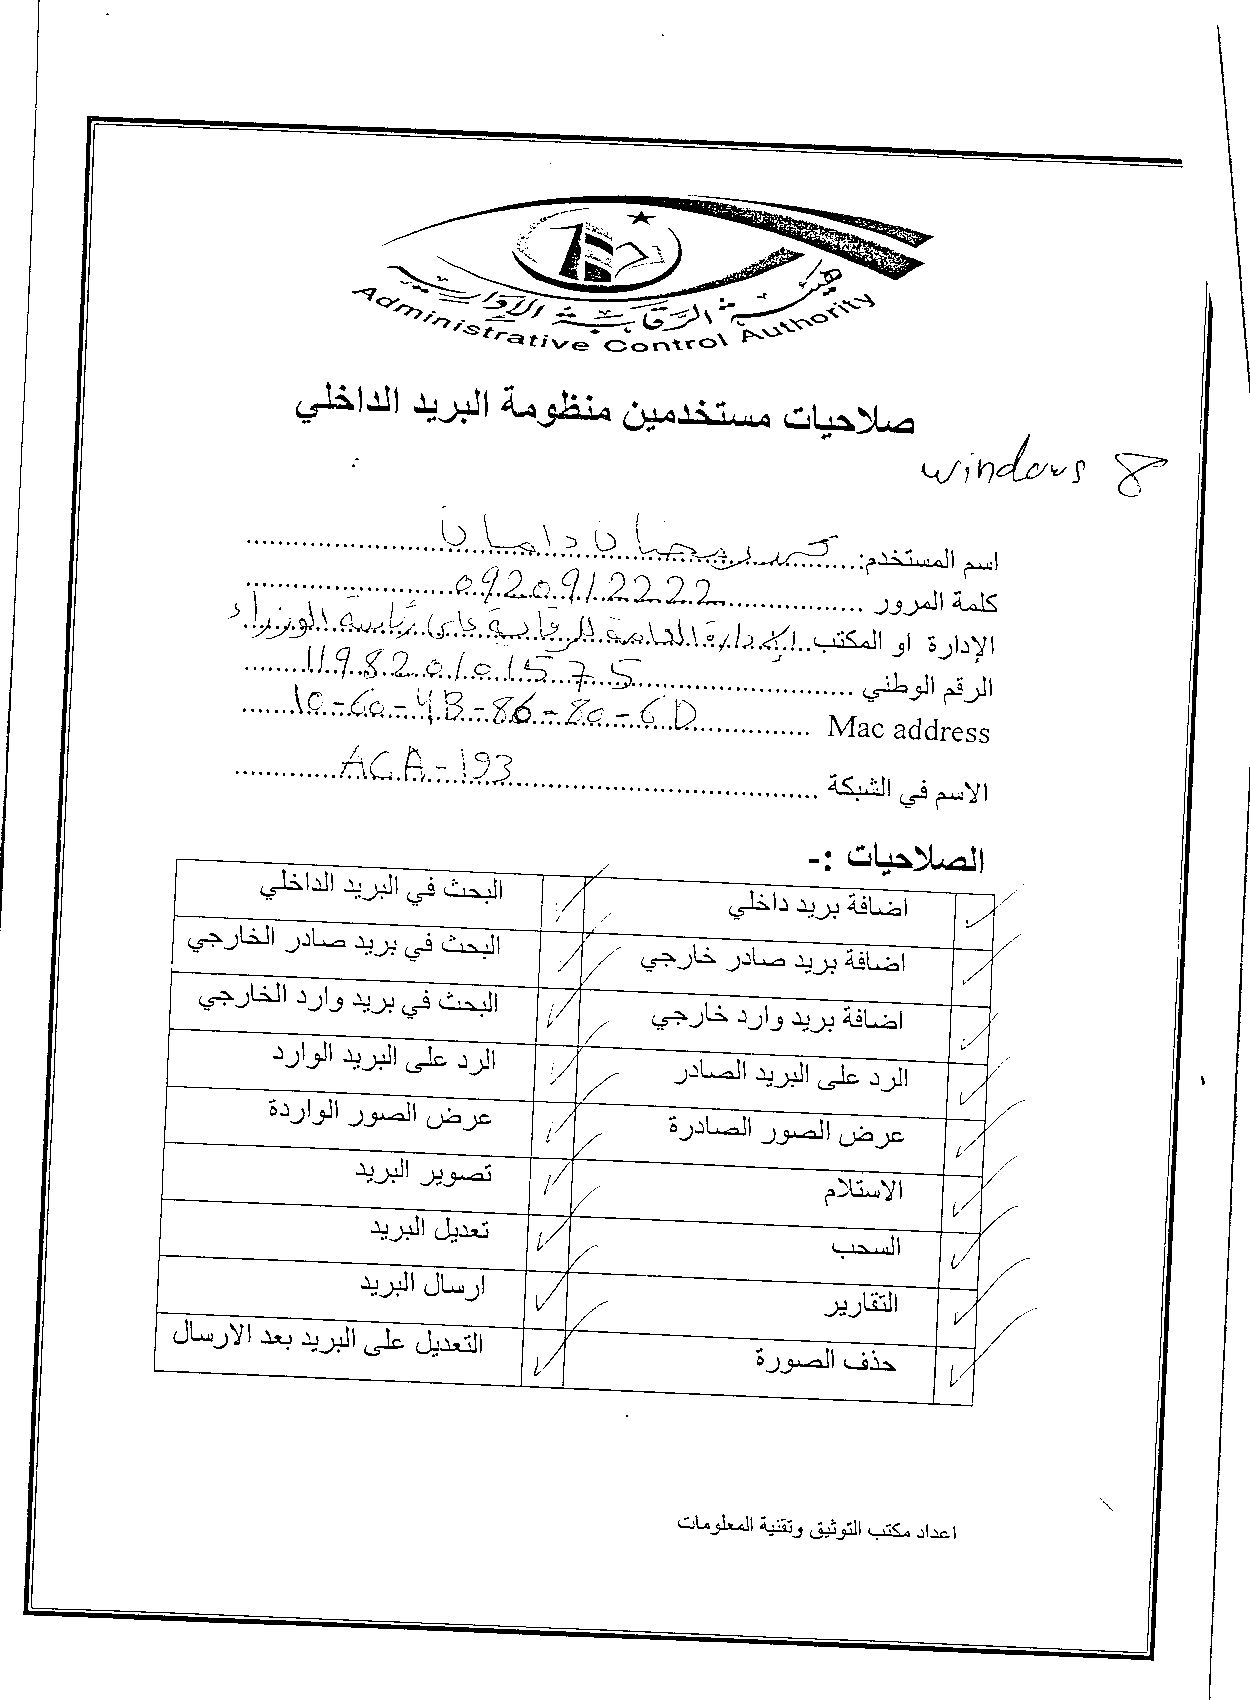 هيئة الرقابة الإدارية
Administrative Control Authority
صلاحيات مستخدمين منظومة البريد الداخلي
windows 8
اسم المستخدم: محمد رمضان دامان
كلمة المرور 0920912222
الإدارة او المكتب الإدارة العامة للرقابة على رئاسة الوزراء
الرقم الوطني 119820101575
Mac address 10-60-4B-86-80-6D
الاسم في الشبكة ACA-193
الصلاحيات :-
اضافة بريد داخلي ✓ البحث في البريد الداخلي ✓
اضافة بريد صادر خارجي ✓ البحث في بريد صادر الخارجي ✓
اضافة بريد وارد خارجي ✓ البحث في بريد وارد الخارجي ✓
الرد على البريد الصادر ✓ الرد على البريد الوارد ✓
عرض الصور الصادرة ✓ عرض الصور الواردة ✓
الاستلام ✓ تصوير البريد ✓
السحب ✓ تعديل البريد ✓
التقارير ✓ ارسال البريد ✓
حذف الصورة ✓ التعديل على البريد بعد الارسال ✓
اعداد مكتب التوثيق وتقنية المعلومات